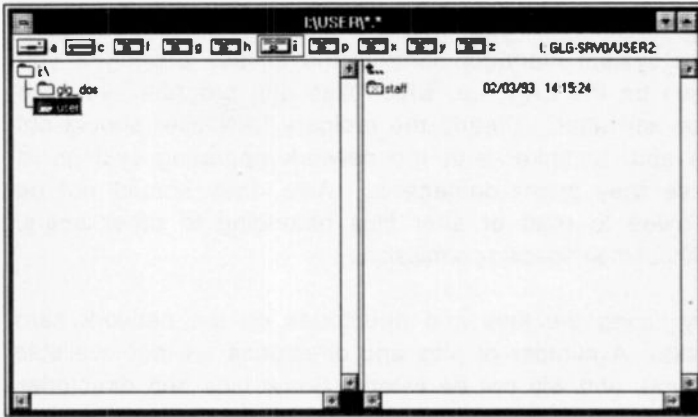 I:\USER\*.*
a c f g h i p x y z I: GLG-SRV0/USER2:
i:\
glg_dos
user
staff 02/03/93 14:15:24